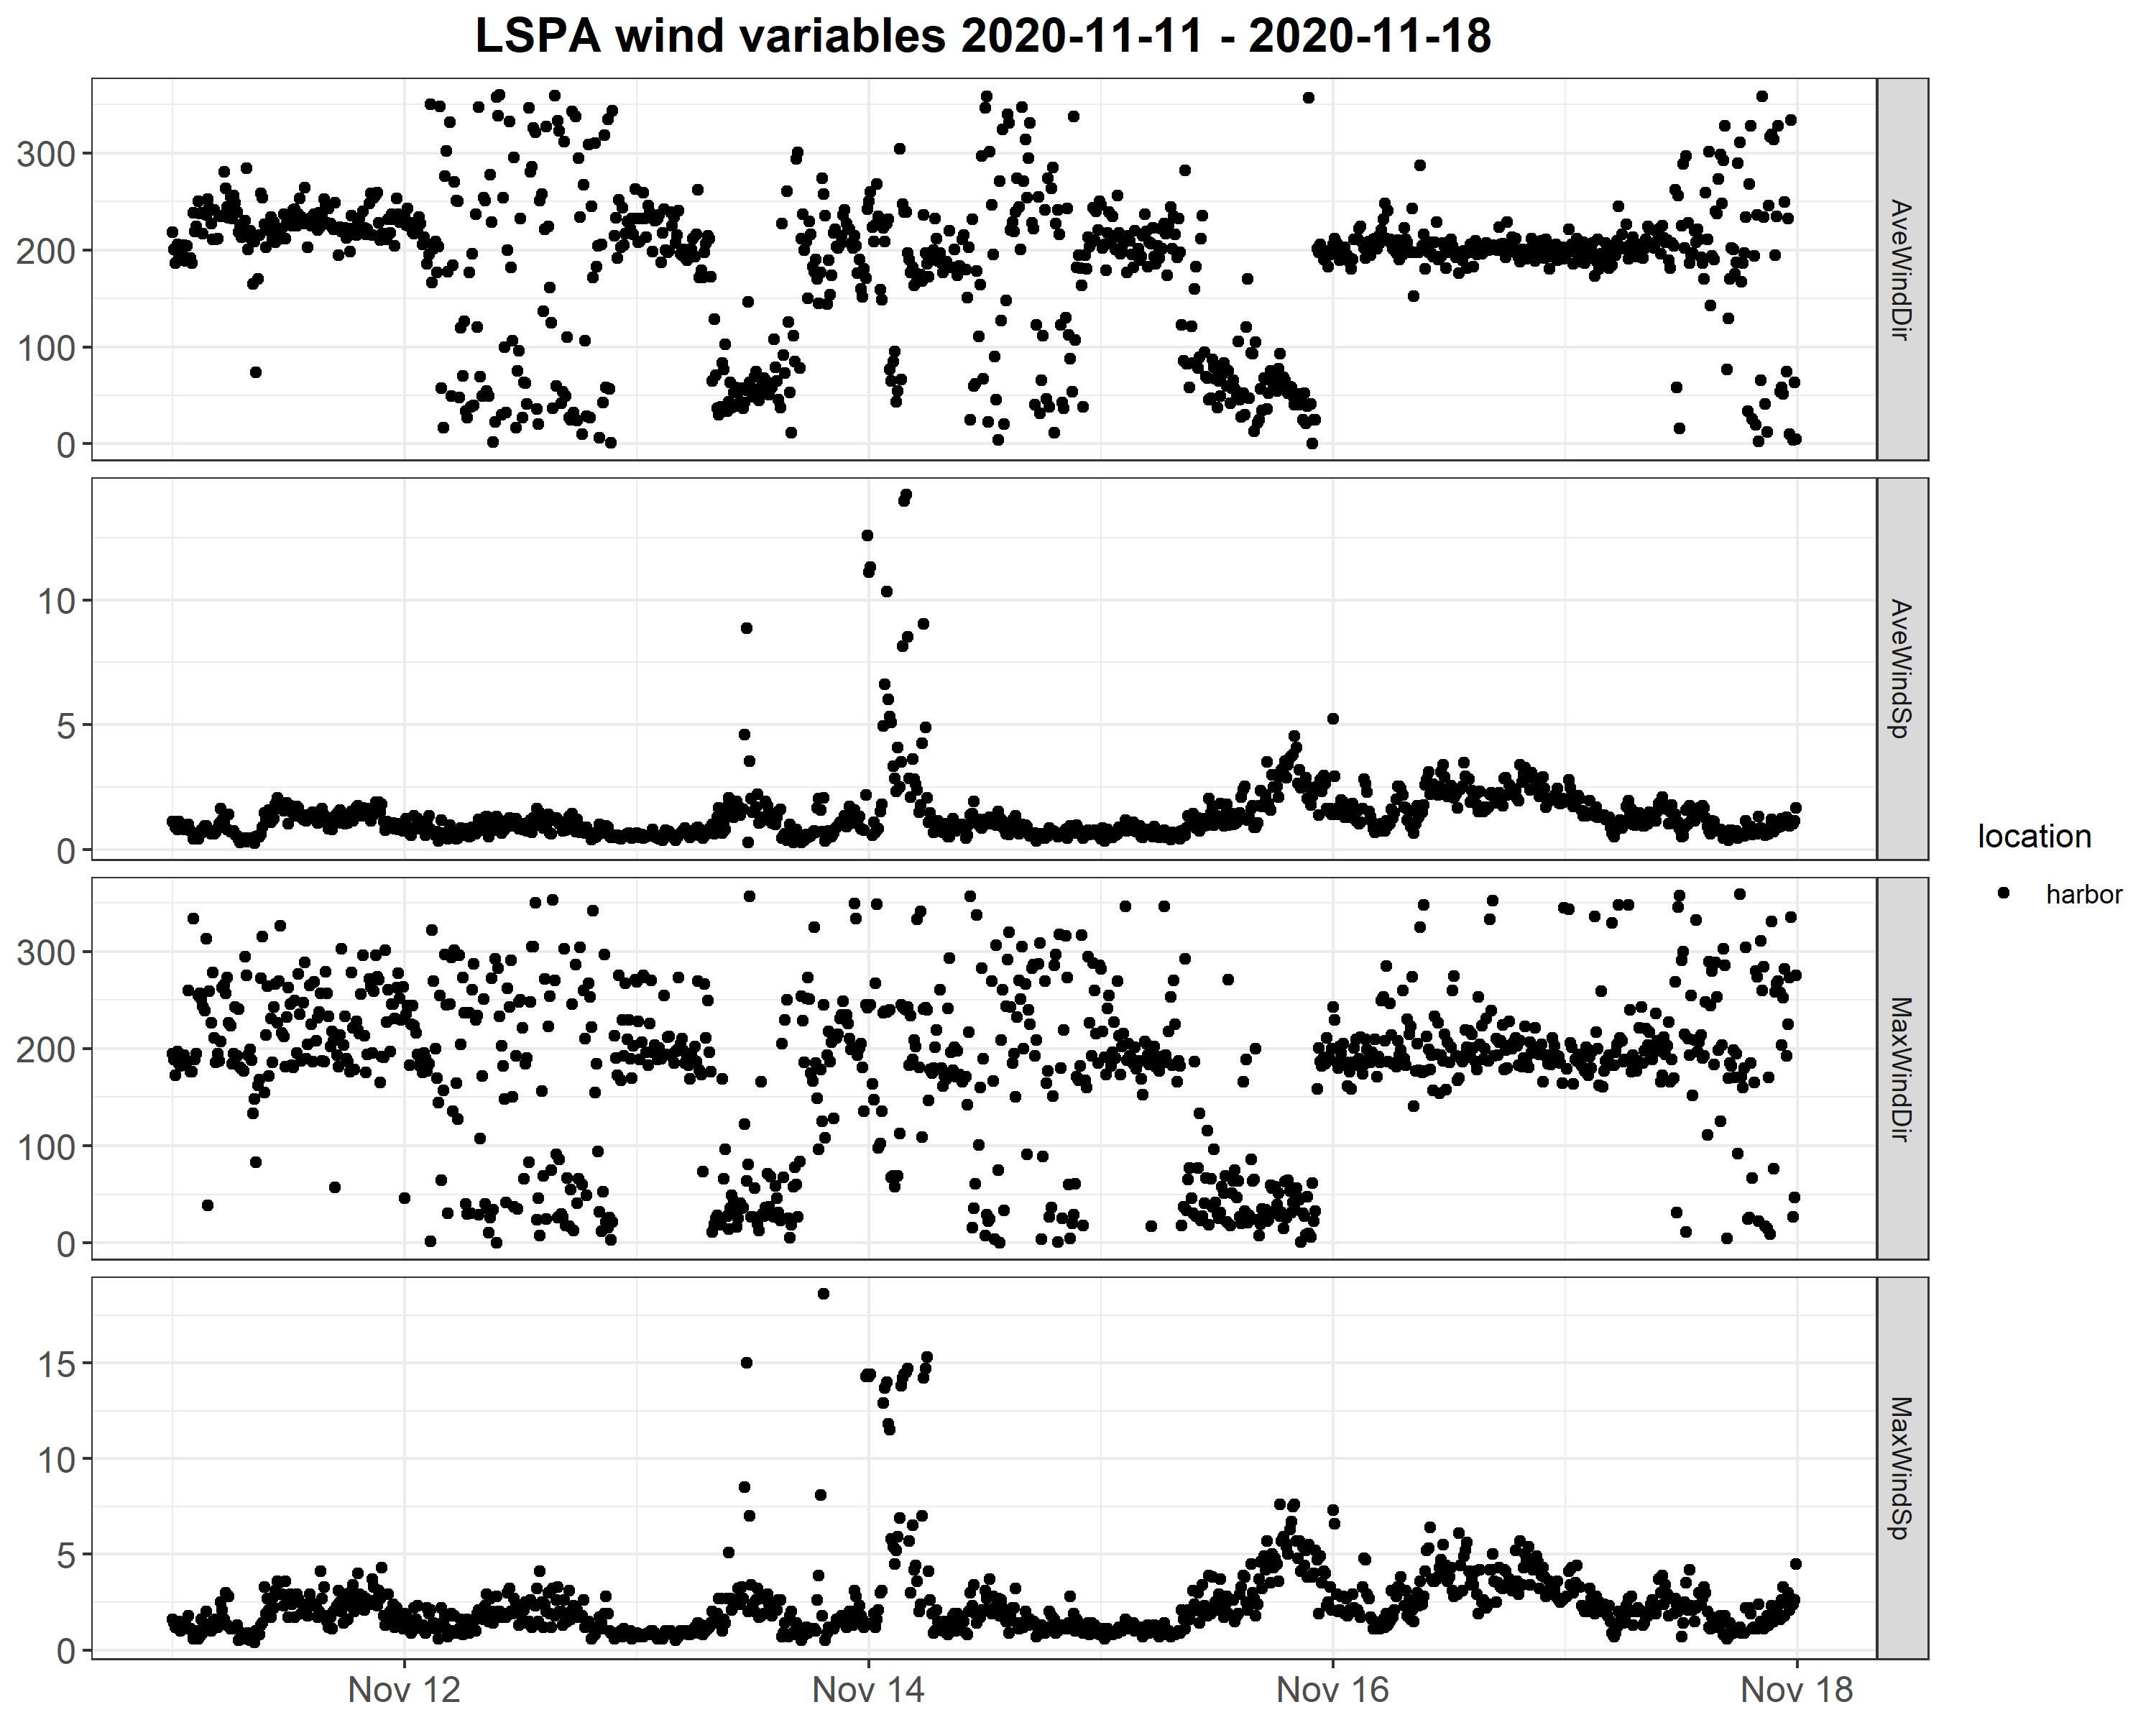 LSPA wind variables 2020-11-11 - 2020-11-18
300
200
100
0
AveWindDir
10
5
0
AveWindSp
300
200
100
0
MaxWindDir
15
10
5
0
MaxWindSp
Nov 12
Nov 14
Nov 16
Nov 18
location
harbor